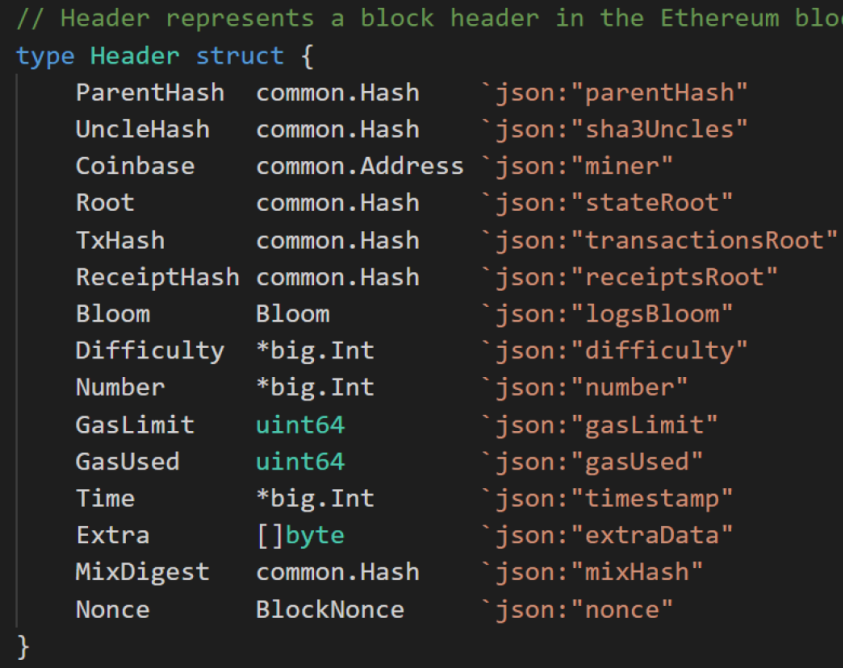 // Header represents a block header in the Ethereum blo
type Header struct {
    ParentHash  common.Hash    `json:"parentHash"
    UncleHash   common.Hash    `json:"sha3Uncles"
    Coinbase    common.Address `json:"miner"
    Root        common.Hash    `json:"stateRoot"
    TxHash      common.Hash    `json:"transactionsRoot"
    ReceiptHash common.Hash    `json:"receiptsRoot"
    Bloom       Bloom          `json:"logsBloom"
    Difficulty  *big.Int       `json:"difficulty"
    Number      *big.Int       `json:"number"
    GasLimit    uint64         `json:"gasLimit"
    GasUsed     uint64         `json:"gasUsed"
    Time        *big.Int       `json:"timestamp"
    Extra       []byte         `json:"extraData"
    MixDigest   common.Hash    `json:"mixHash"
    Nonce       BlockNonce     `json:"nonce"
}